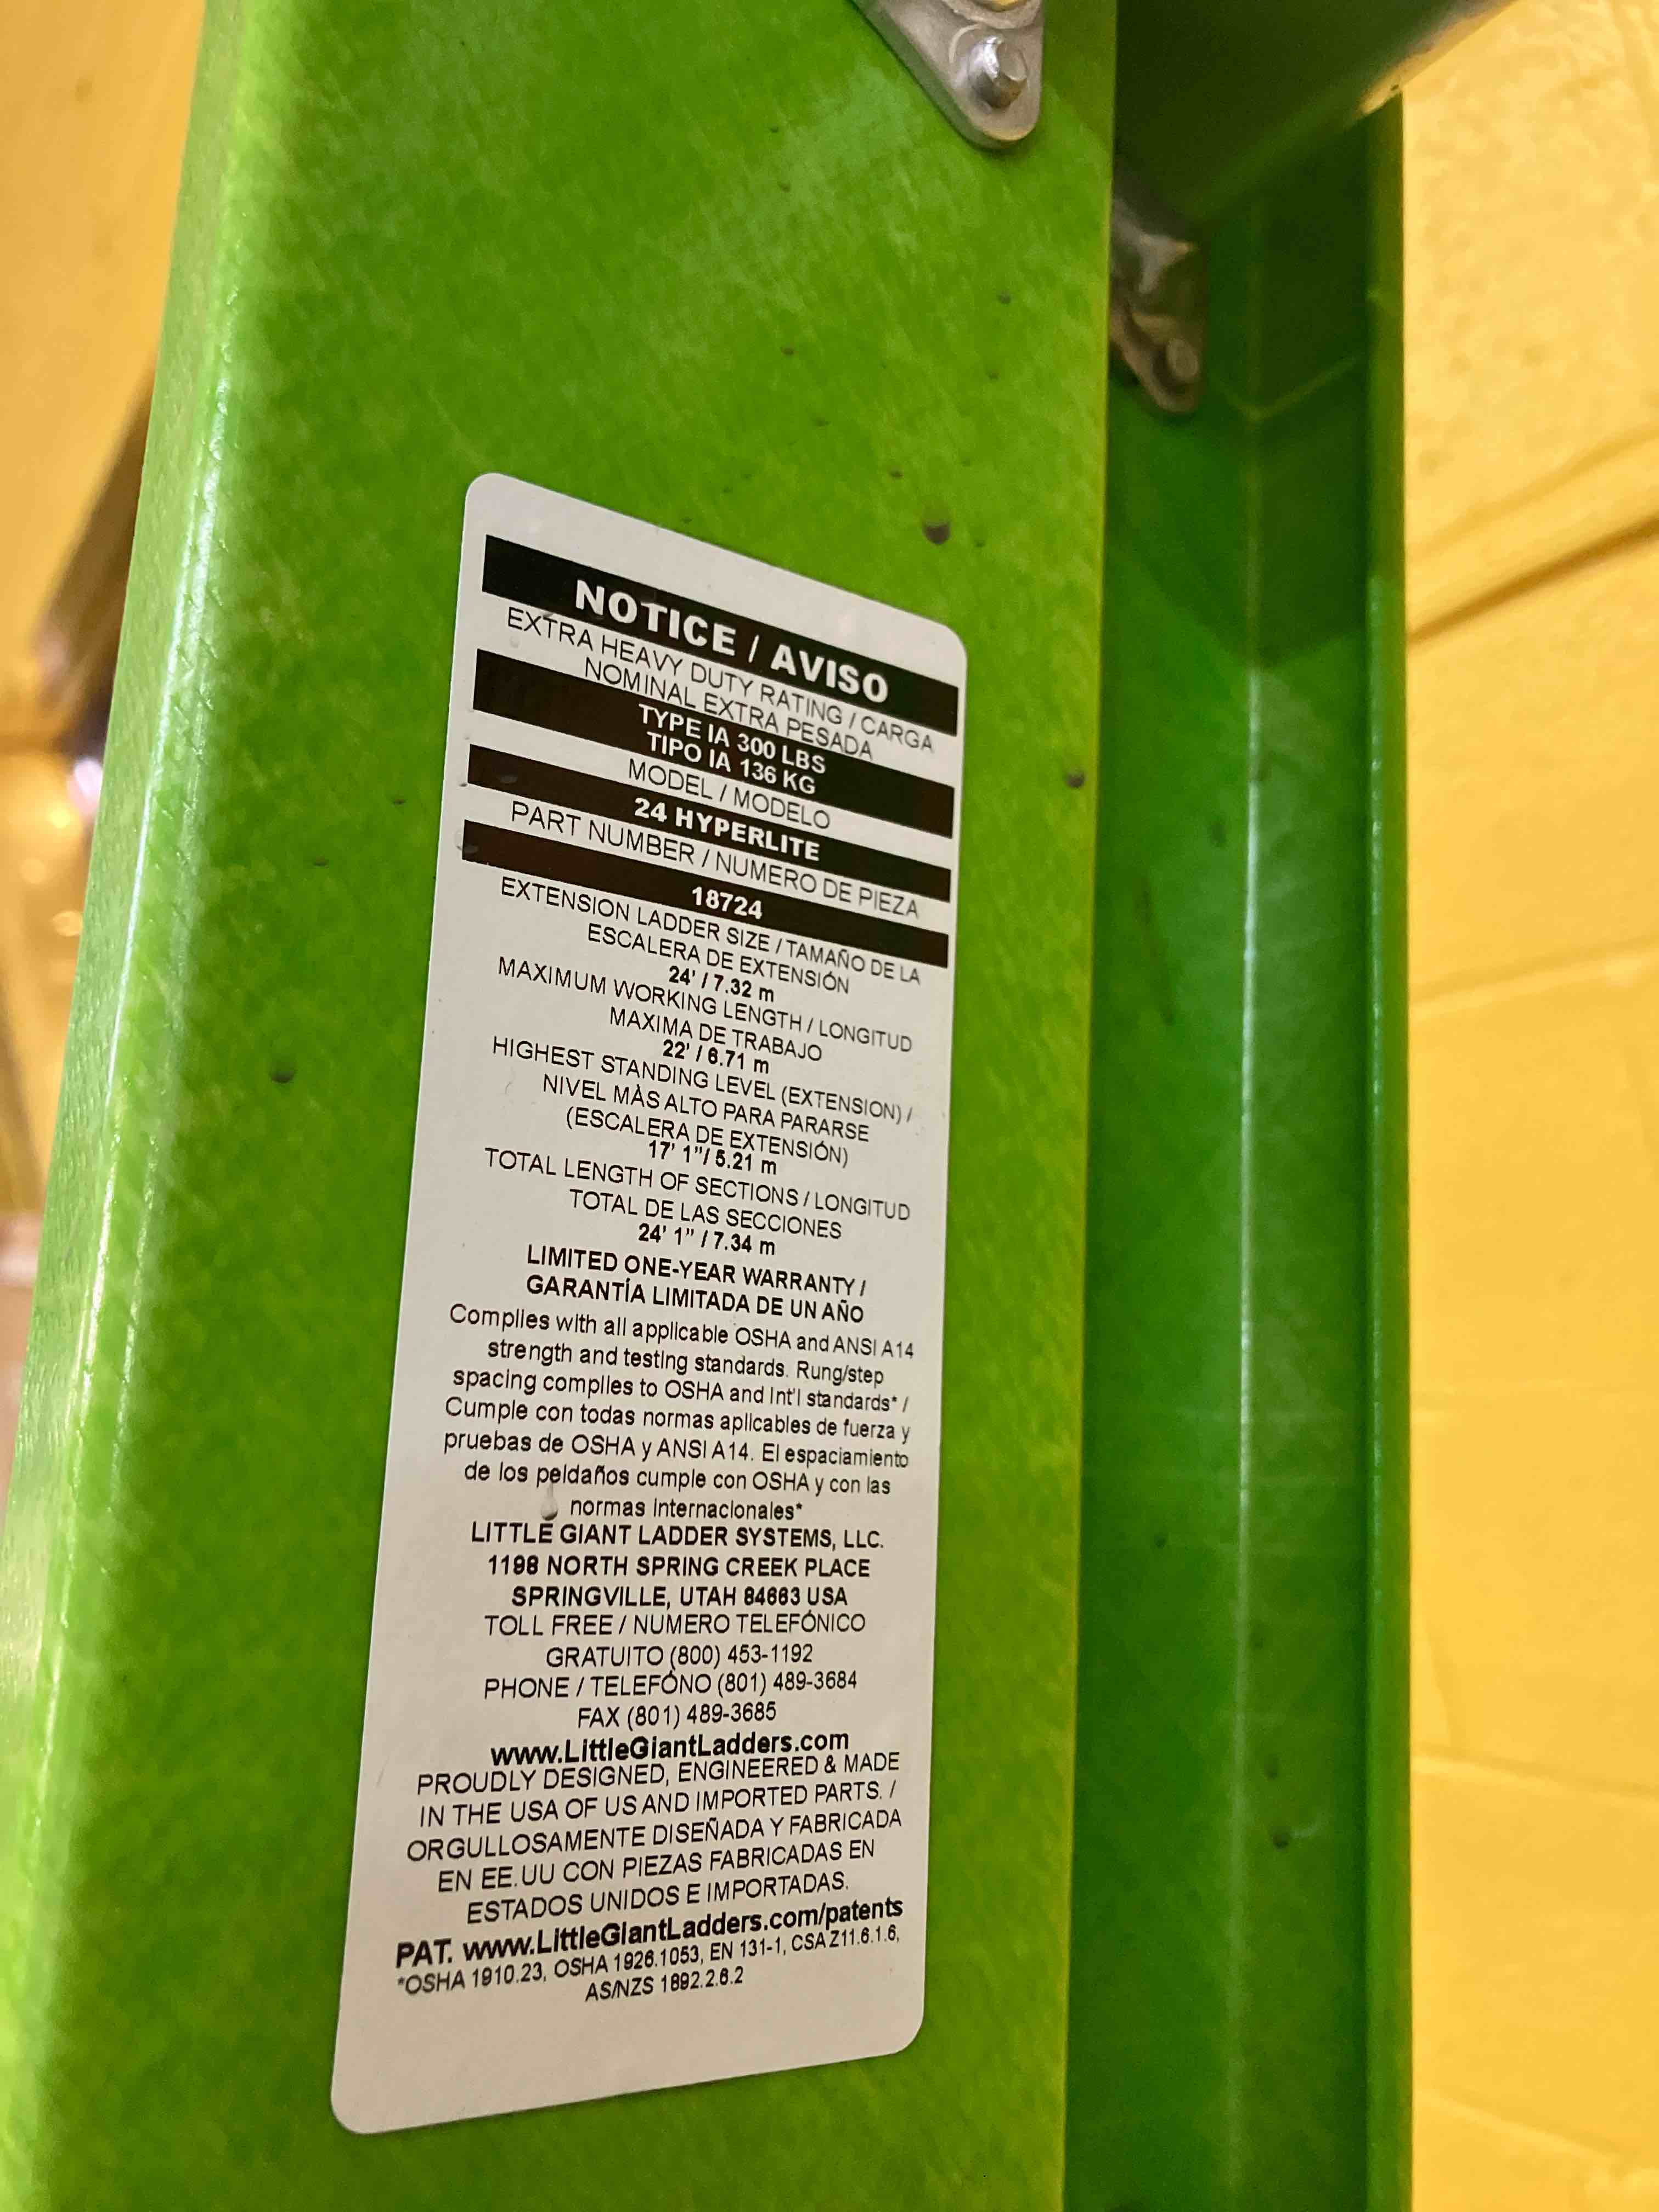 NOTICE / AVISO
EXTRA HEAVY DUTY RATING / CARGA
NOMINAL EXTRA PESADA
TYPE IA 300 LBS
TIPO IA 136 KG
MODEL / MODELO
24 HYPERLITE
PART NUMBER / NUMERO DE PIEZA
18724
EXTENSION LADDER SIZE / TAMAÑO DE LA
ESCALERA DE EXTENSIÓN
24' / 7.32 m
MAXIMUM WORKING LENGTH / LONGITUD
MAXIMA DE TRABAJO
22' / 6.71 m
HIGHEST STANDING LEVEL (EXTENSION) /
NIVEL MÀS ALTO PARA PARARSE
(ESCALERA DE EXTENSIÓN)
17' 1"/ 5.21 m
TOTAL LENGTH OF SECTIONS / LONGITUD
TOTAL DE LAS SECCIONES
24' 1" / 7.34 m
LIMITED ONE-YEAR WARRANTY /
GARANTÍA LIMITADA DE UN AÑO
Complies with all applicable OSHA and ANSI A14
strength and testing standards. Rung/step
spacing complies to OSHA and Int'l standards* /
Cumple con todas normas aplicables de fuerza y
pruebas de OSHA y ANSI A14. El espaciamiento
de los peldaños cumple con OSHA y con las
normas internacionales*
LITTLE GIANT LADDER SYSTEMS, LLC.
1198 NORTH SPRING CREEK PLACE
SPRINGVILLE, UTAH 84663 USA
TOLL FREE / NUMERO TELEFÓNICO
GRATUITO (800) 453-1192
PHONE / TELEFÓNO (801) 489-3684
FAX (801) 489-3685
www.LittleGiantLadders.com
PROUDLY DESIGNED, ENGINEERED & MADE
IN THE USA OF US AND IMPORTED PARTS. /
ORGULLOSAMENTE DISEÑADA Y FABRICADA
EN EE.UU CON PIEZAS FABRICADAS EN
ESTADOS UNIDOS E IMPORTADAS.
PAT. www.LittleGiantLadders.com/patents
*OSHA 1910.23, OSHA 1926.1053, EN 131-1, CSA Z11.6.1.6,
AS/NZS 1892.2.6.2